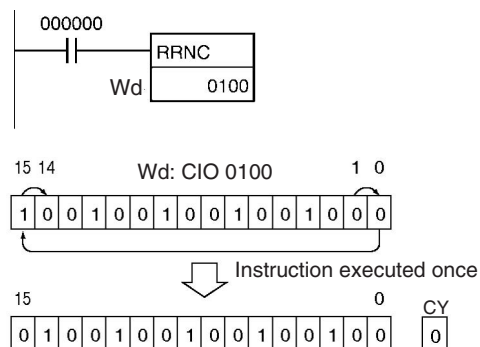 000000
RRNC
Wd 0100
15 14 Wd: CIO 0100 1 0
1 0 0 1 0 0 1 0 0 1 0 0 1 0 0 0
Instruction executed once
15 0 CY
0 1 0 0 1 0 0 1 0 0 1 0 0 1 0 0 0